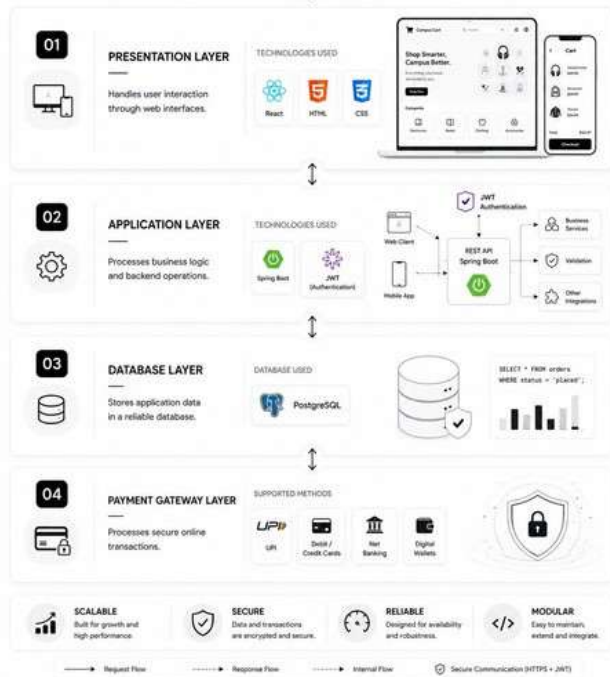 01
PRESENTATION LAYER
Handles user interaction
through web interfaces.
TECHNOLOGIES USED
React
HTML
CSS
Campus Cart
Shop Smarter,
Campus Better.
Cart
Checkout
02
APPLICATION LAYER
Processes business logic
and backend operations.
TECHNOLOGIES USED
Spring Boot
JWT
(Authentication)
JWT
Authentication
Web Client
Mobile App
REST API
Spring Boot
Business
Services
Validation
Other
Integrations
03
DATABASE LAYER
Stores application data
in a reliable database.
DATABASE USED
PostgreSQL
SELECT * FROM orders
WHERE status = 'placed';
04
PAYMENT GATEWAY LAYER
Processes secure online
transactions.
SUPPORTED METHODS
UPI
UPI
Debit /
Credit Cards
Net
Banking
Digital
Wallets
SCALABLE
Built for growth and
high performance.
SECURE
Data and transactions
are encrypted and secure.
RELIABLE
Designed for availability
and robustness.
MODULAR
Easy to maintain,
extend and integrate.
Request Flow
Response Flow
Internal Flow
Secure Communication (HTTPS + JWT)